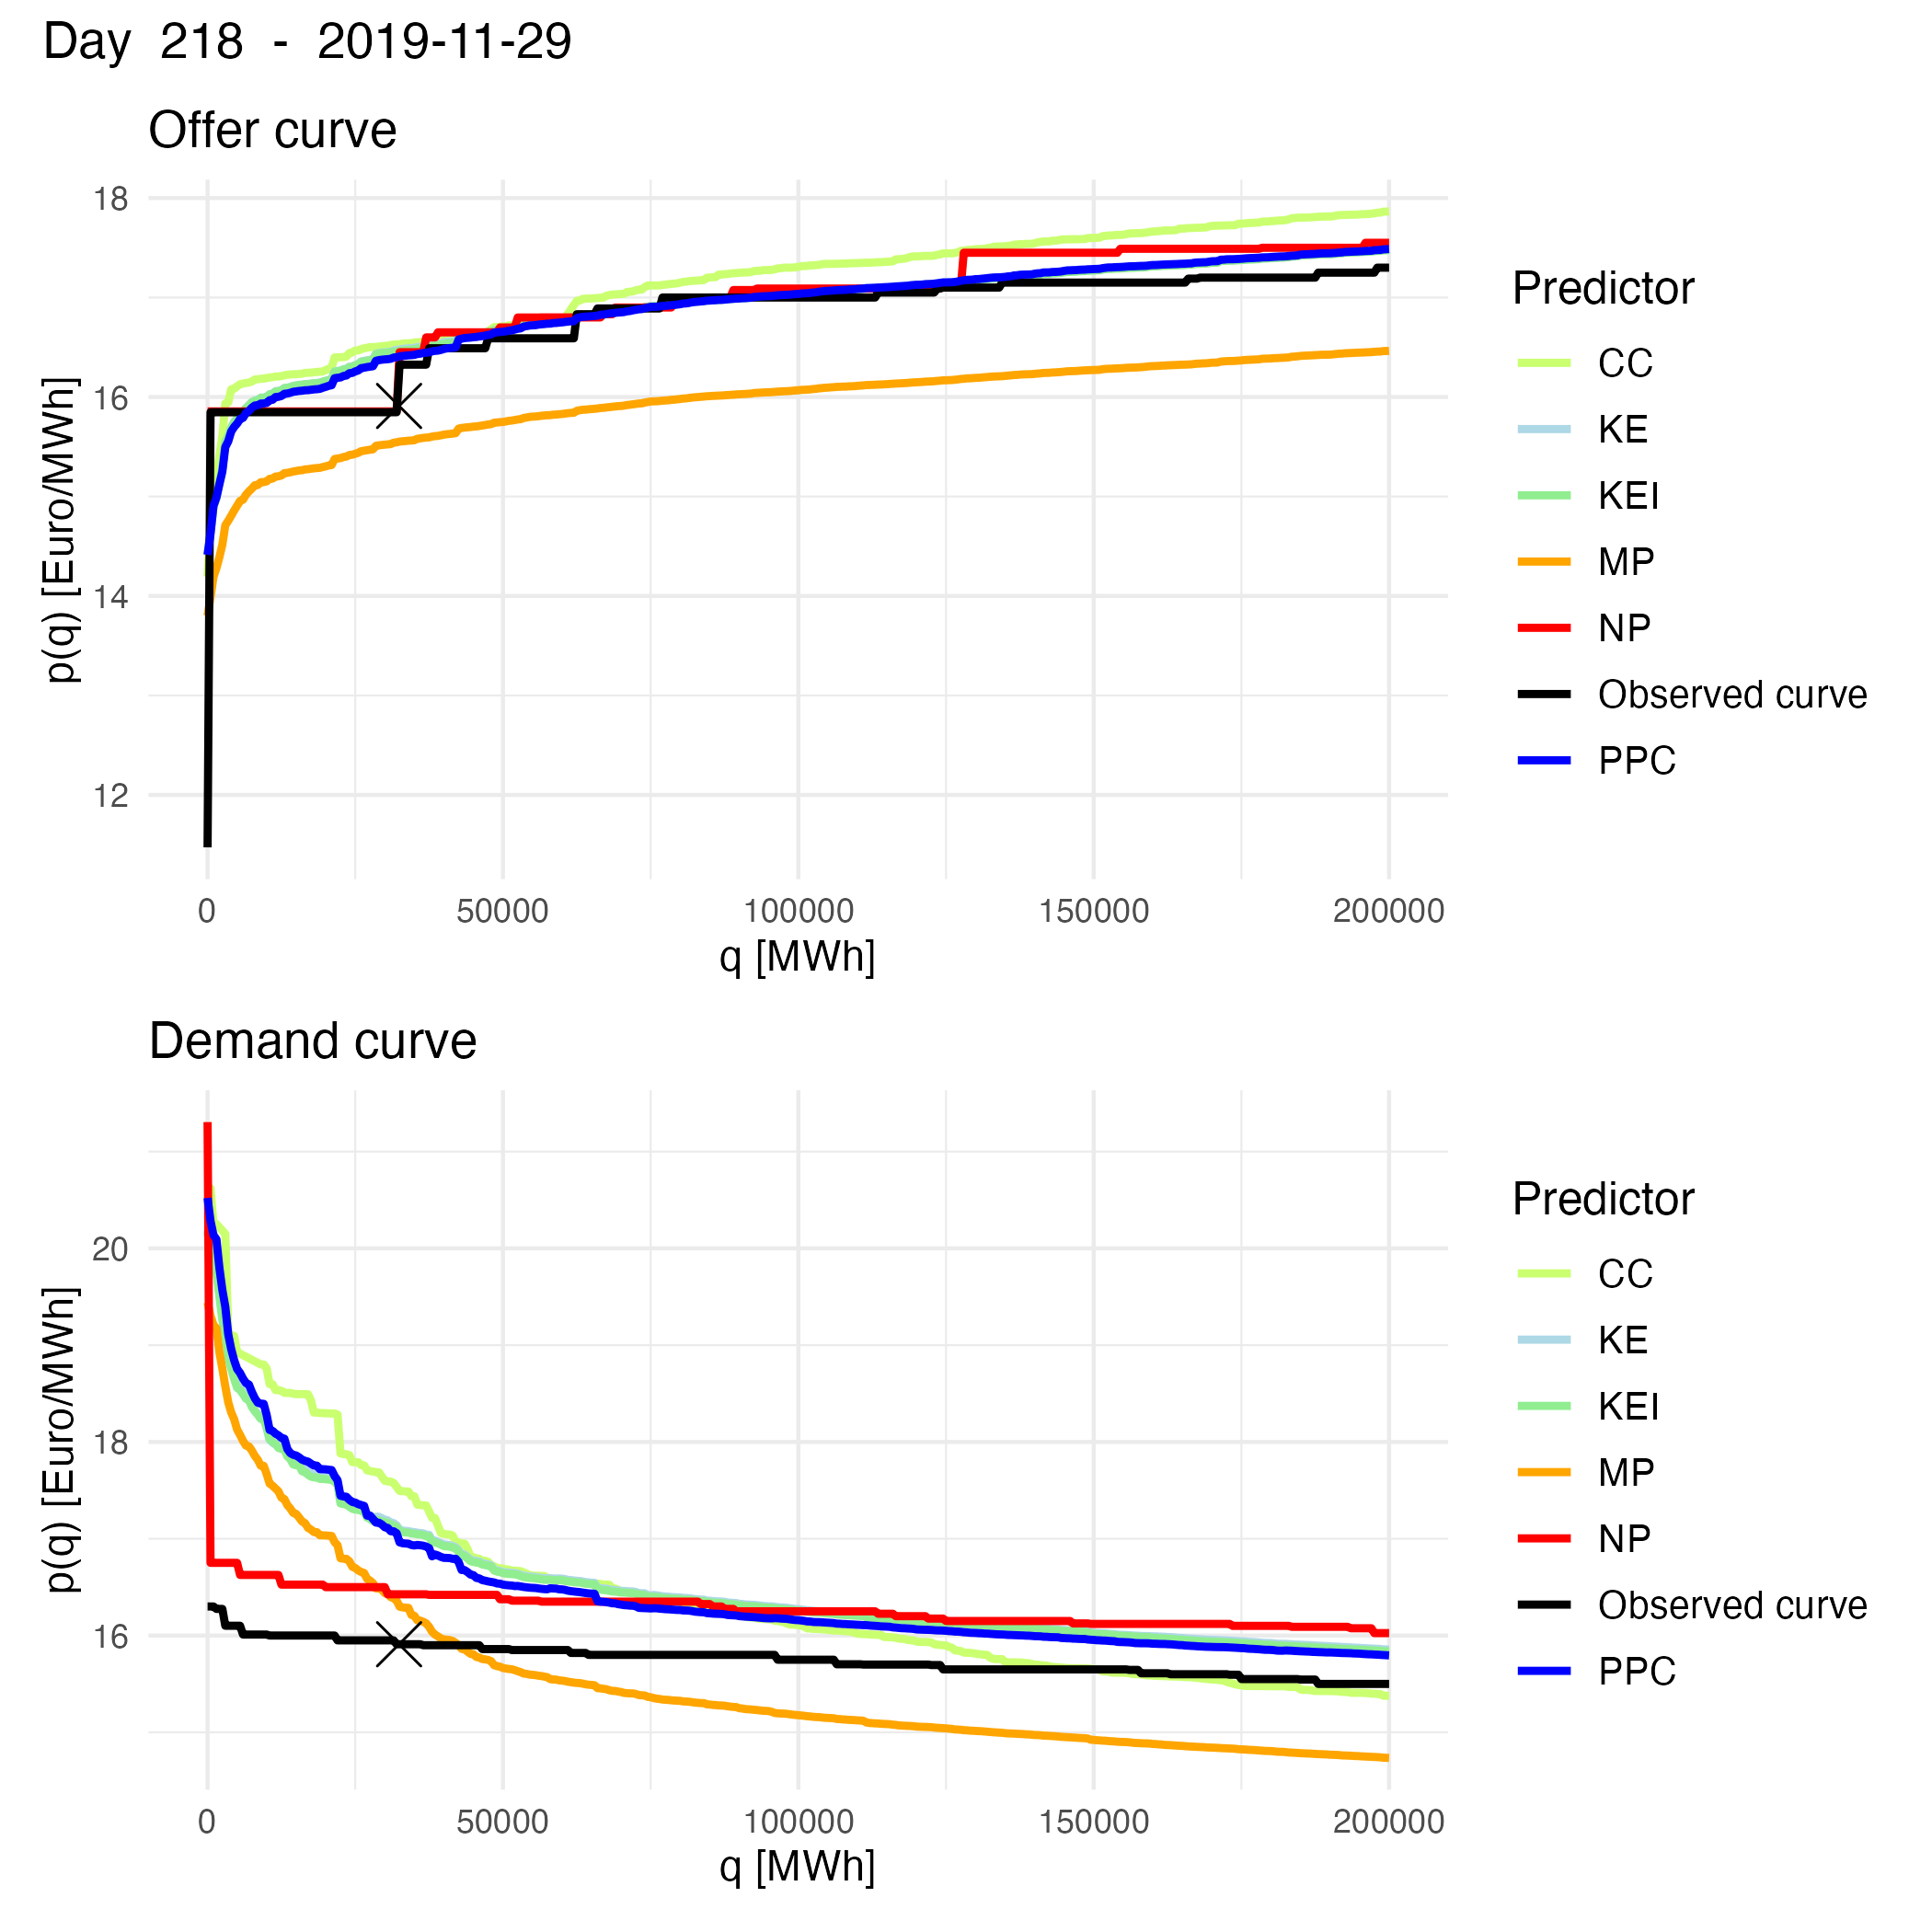 Day 218 - 2019-11-29
Offer curve
18
16
14
12
p(q) [Euro/MWh]
0 50000 100000 150000 200000
q [MWh]
Predictor
CC
KE
KEI
MP
NP
Observed curve
PPC
Demand curve
20
18
16
p(q) [Euro/MWh]
0 50000 100000 150000 200000
q [MWh]
Predictor
CC
KE
KEI
MP
NP
Observed curve
PPC